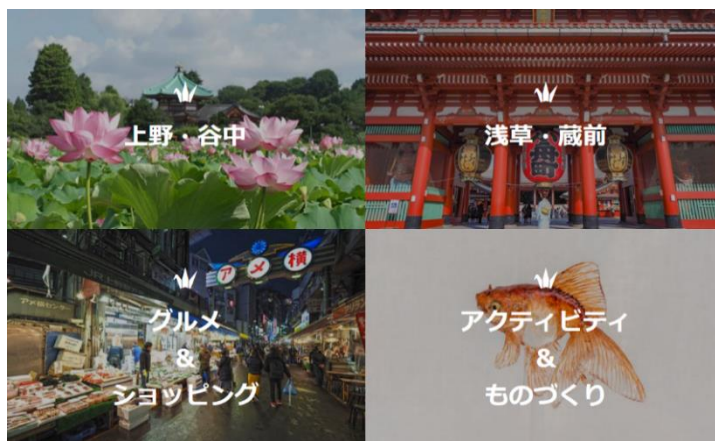 上野・谷中
浅草・蔵前
アメ横
グルメ
&
ショッピング
アクティビティ
&
ものづくり